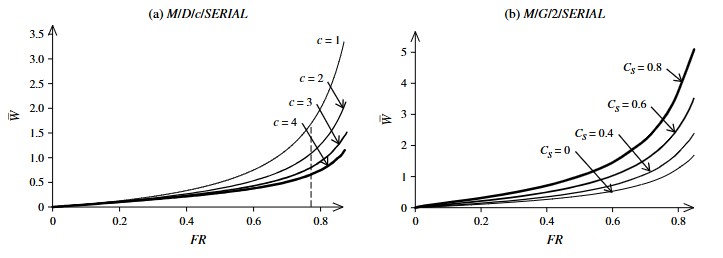 (a) M/D/c/SERIAL
3.5
3.0
2.5
2.0
1.5
1.0
0.5
0
W̄
c = 1
c = 2
c = 3
c = 4
0 0.2 0.4 0.6 0.8
FR
(b) M/G/2/SERIAL
5
4
3
2
1
0
W̄
C_S = 0.8
C_S = 0.6
C_S = 0.4
C_S = 0
0 0.2 0.4 0.6 0.8
FR